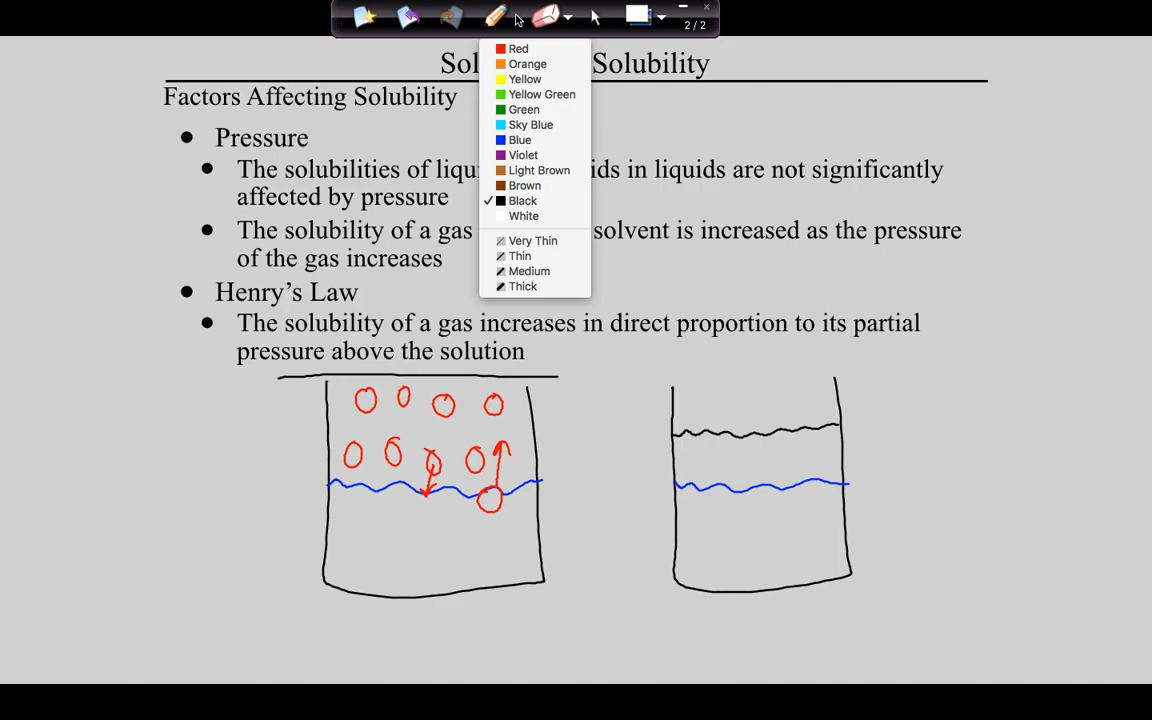 2 / 2
Red
Sol Solubility
Orange
Yellow
Factors Affecting Solubility
Yellow Green
Green
Sky Blue
• Pressure
Blue
Violet
• The solubilities of liqu ids in liquids are not significantly
Light Brown
Brown
affected by pressure
✓ Black
White
• The solubility of a gas solvent is increased as the pressure
Very Thin
of the gas increases
Thin
Medium
Thick
• Henry's Law
• The solubility of a gas increases in direct proportion to its partial
pressure above the solution